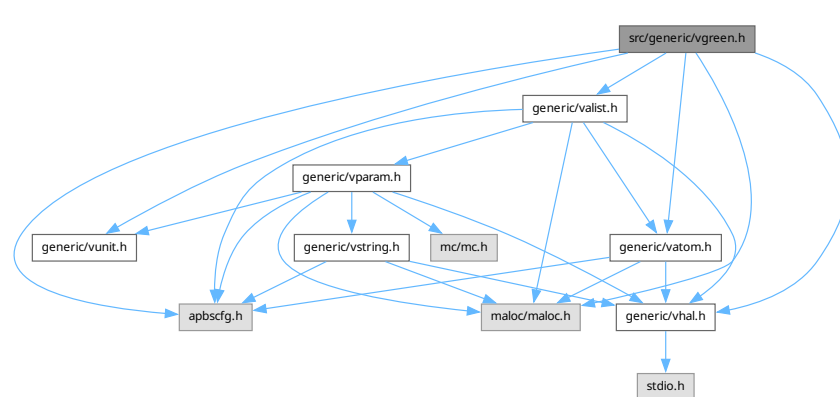 src/generic/vgreen.h
generic/valist.h
generic/vparam.h
generic/vunit.h
generic/vstring.h
mc/mc.h
generic/vatom.h
apbscfg.h
maloc/maloc.h
generic/vhal.h
stdio.h